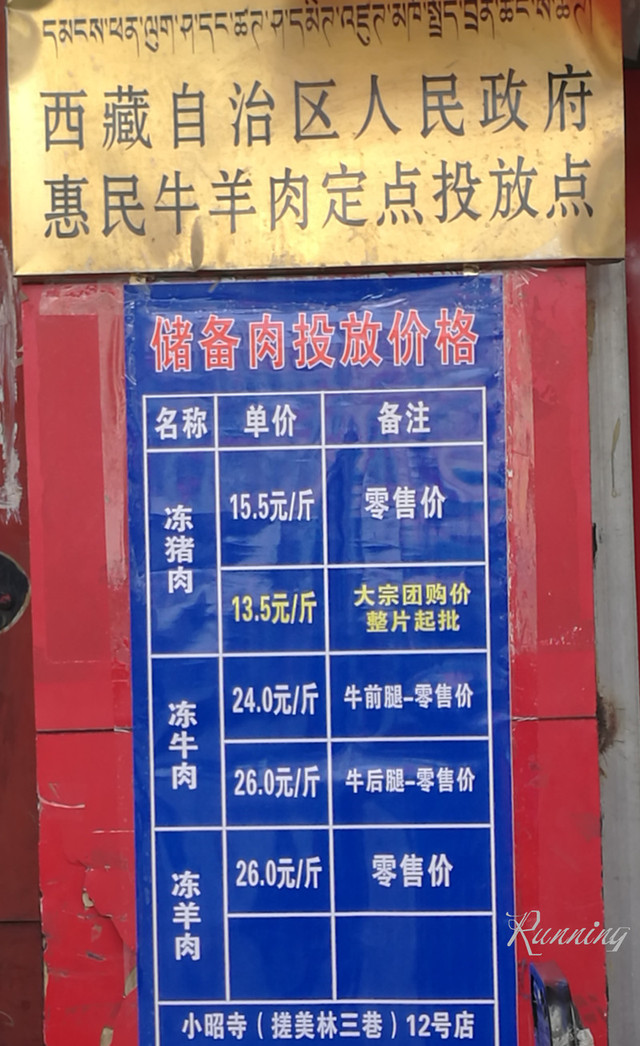 西藏自治区人民政府
惠民牛羊肉定点投放点
储备肉投放价格
名称 单价 备注
冻猪肉 15.5元/斤 零售价
13.5元/斤 大宗团购价
整片起批
冻牛肉 24.0元/斤 牛前腿-零售价
26.0元/斤 牛后腿-零售价
冻羊肉 26.0元/斤 零售价
小昭寺（搓美林三巷）12号店
Running